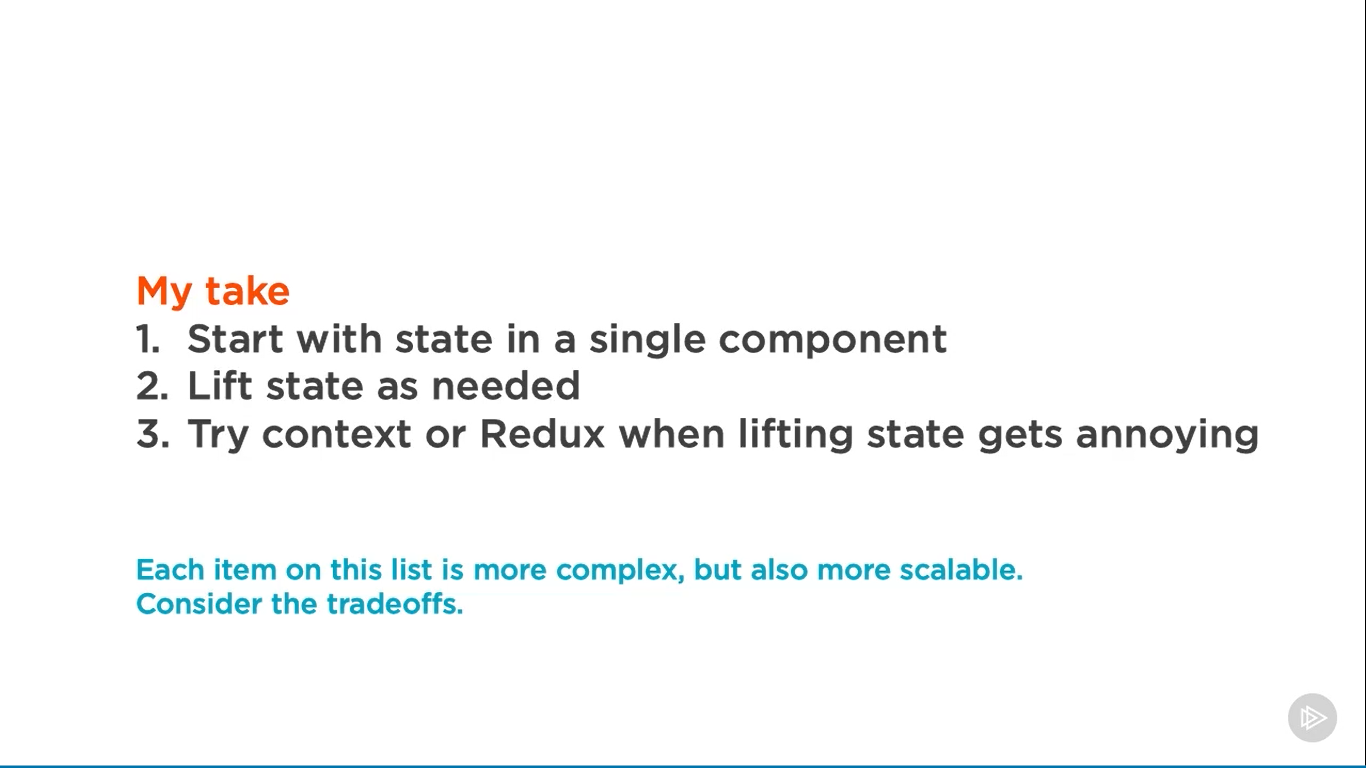 My take
1. Start with state in a single component
2. Lift state as needed
3. Try context or Redux when lifting state gets annoying
Each item on this list is more complex, but also more scalable.
Consider the tradeoffs.